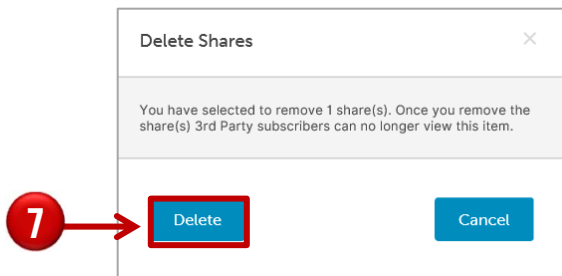 Delete Shares
You have selected to remove 1 share(s). Once you remove the
share(s) 3rd Party subscribers can no longer view this item.
7
Delete
Cancel